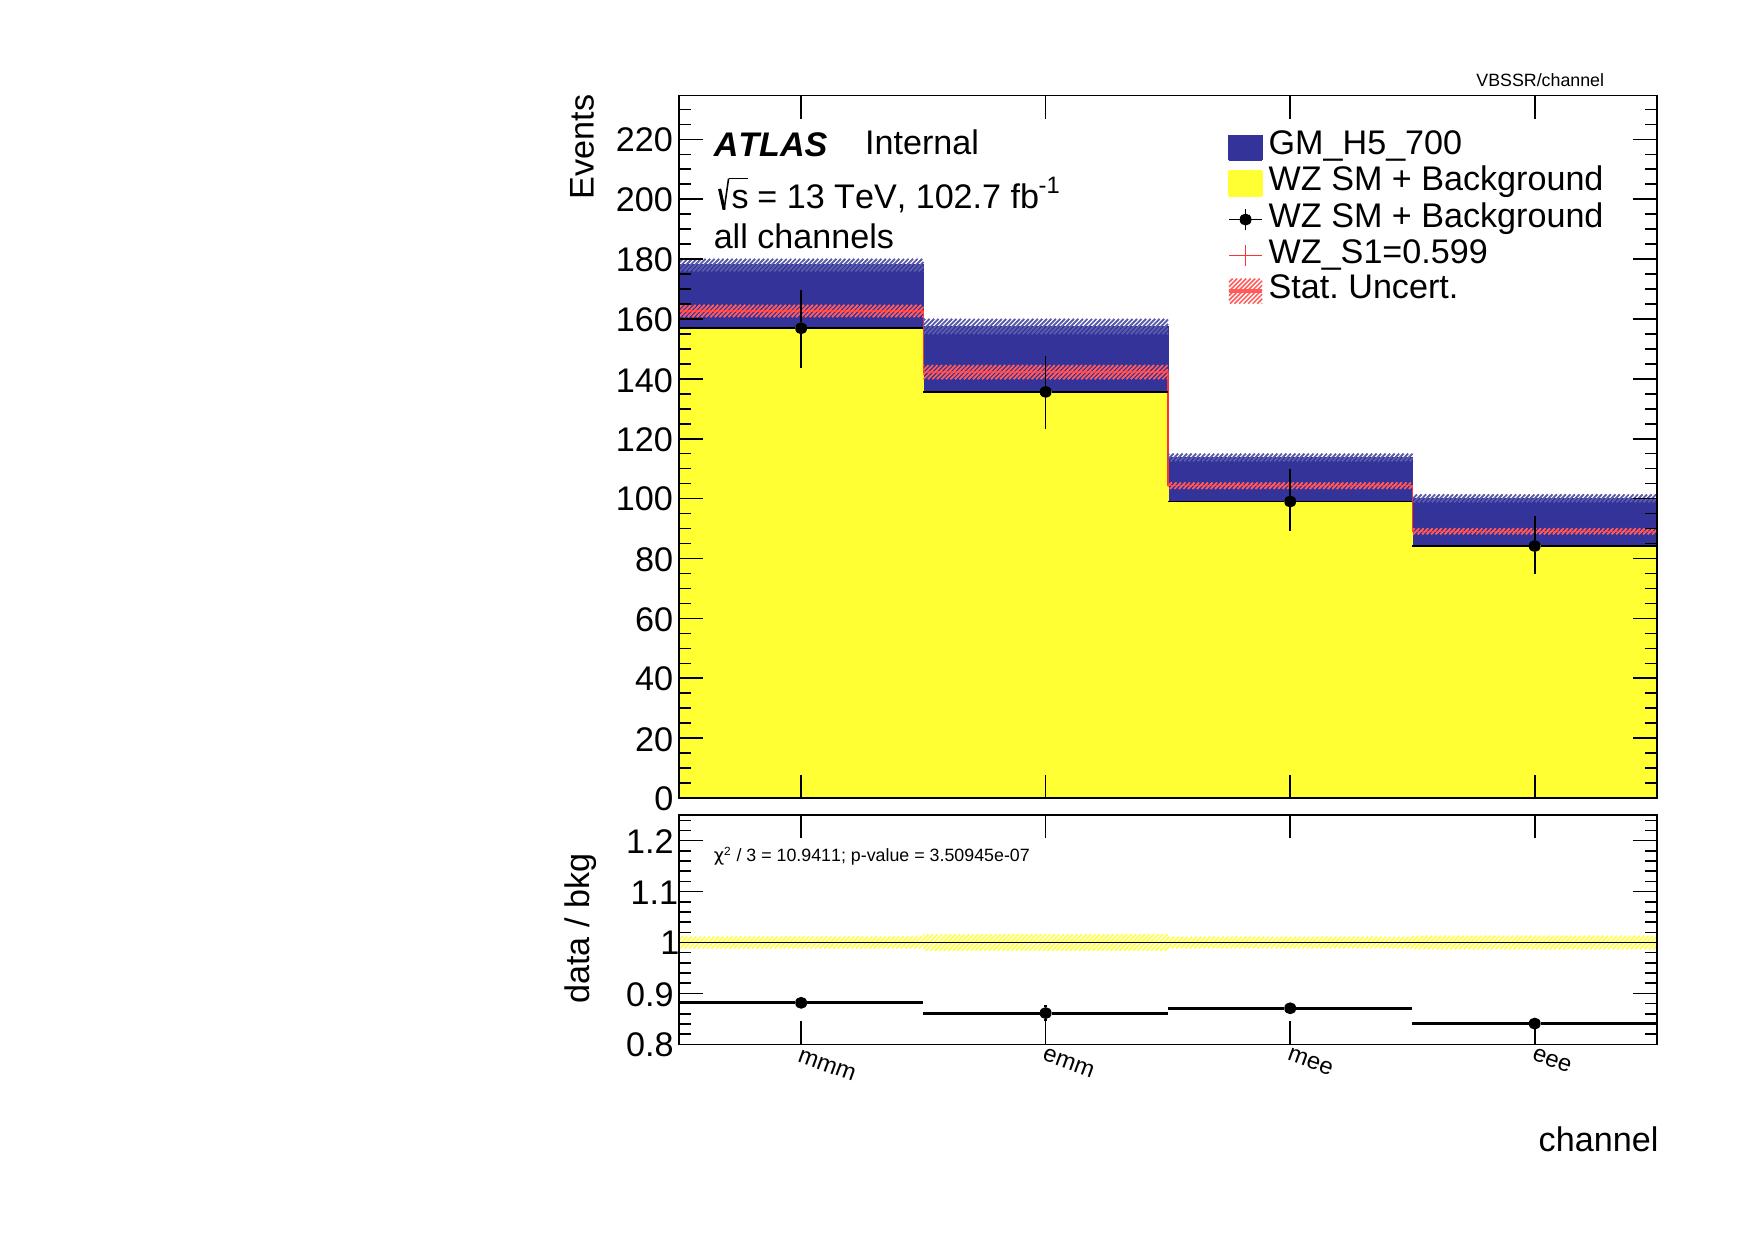 VBSSR/channel
Events
220
200
180
160
140
120
100
80
60
40
20
0
ATLAS Internal
√s = 13 TeV, 102.7 fb-1
all channels
GM_H5_700
WZ SM + Background
WZ SM + Background
WZ_S1=0.599
Stat. Uncert.
data / bkg
1.2
1.1
1
0.9
0.8
χ2 / 3 = 10.9411; p-value = 3.50945e-07
mmm
emm
mee
eee
channel